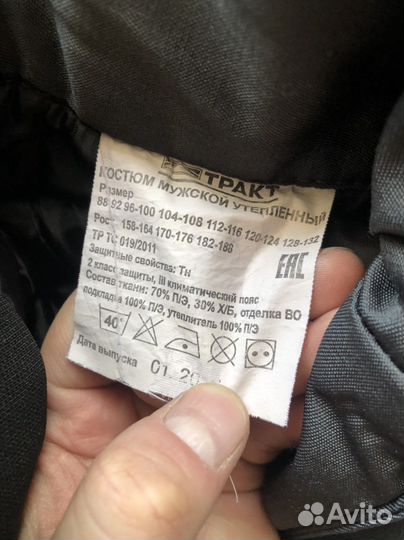 ТРАКТ
КОСТЮМ МУЖСКОЙ УТЕПЛЕННЫЙ
Размер
88 92 96-100 104-108 112-116 120-124 128-132
Рост 158-164 170-176 182-188
ТР ТС 019/2011
EAC
Защитные свойства: Тн
2 класс защиты, III климатический пояс
Состав ткани: 70% П/Э, 30% Х/Б, отделка ВО
подкладка 100% П/Э, утеплитель 100% П/Э
40°
Дата выпуска 01.20
Avito